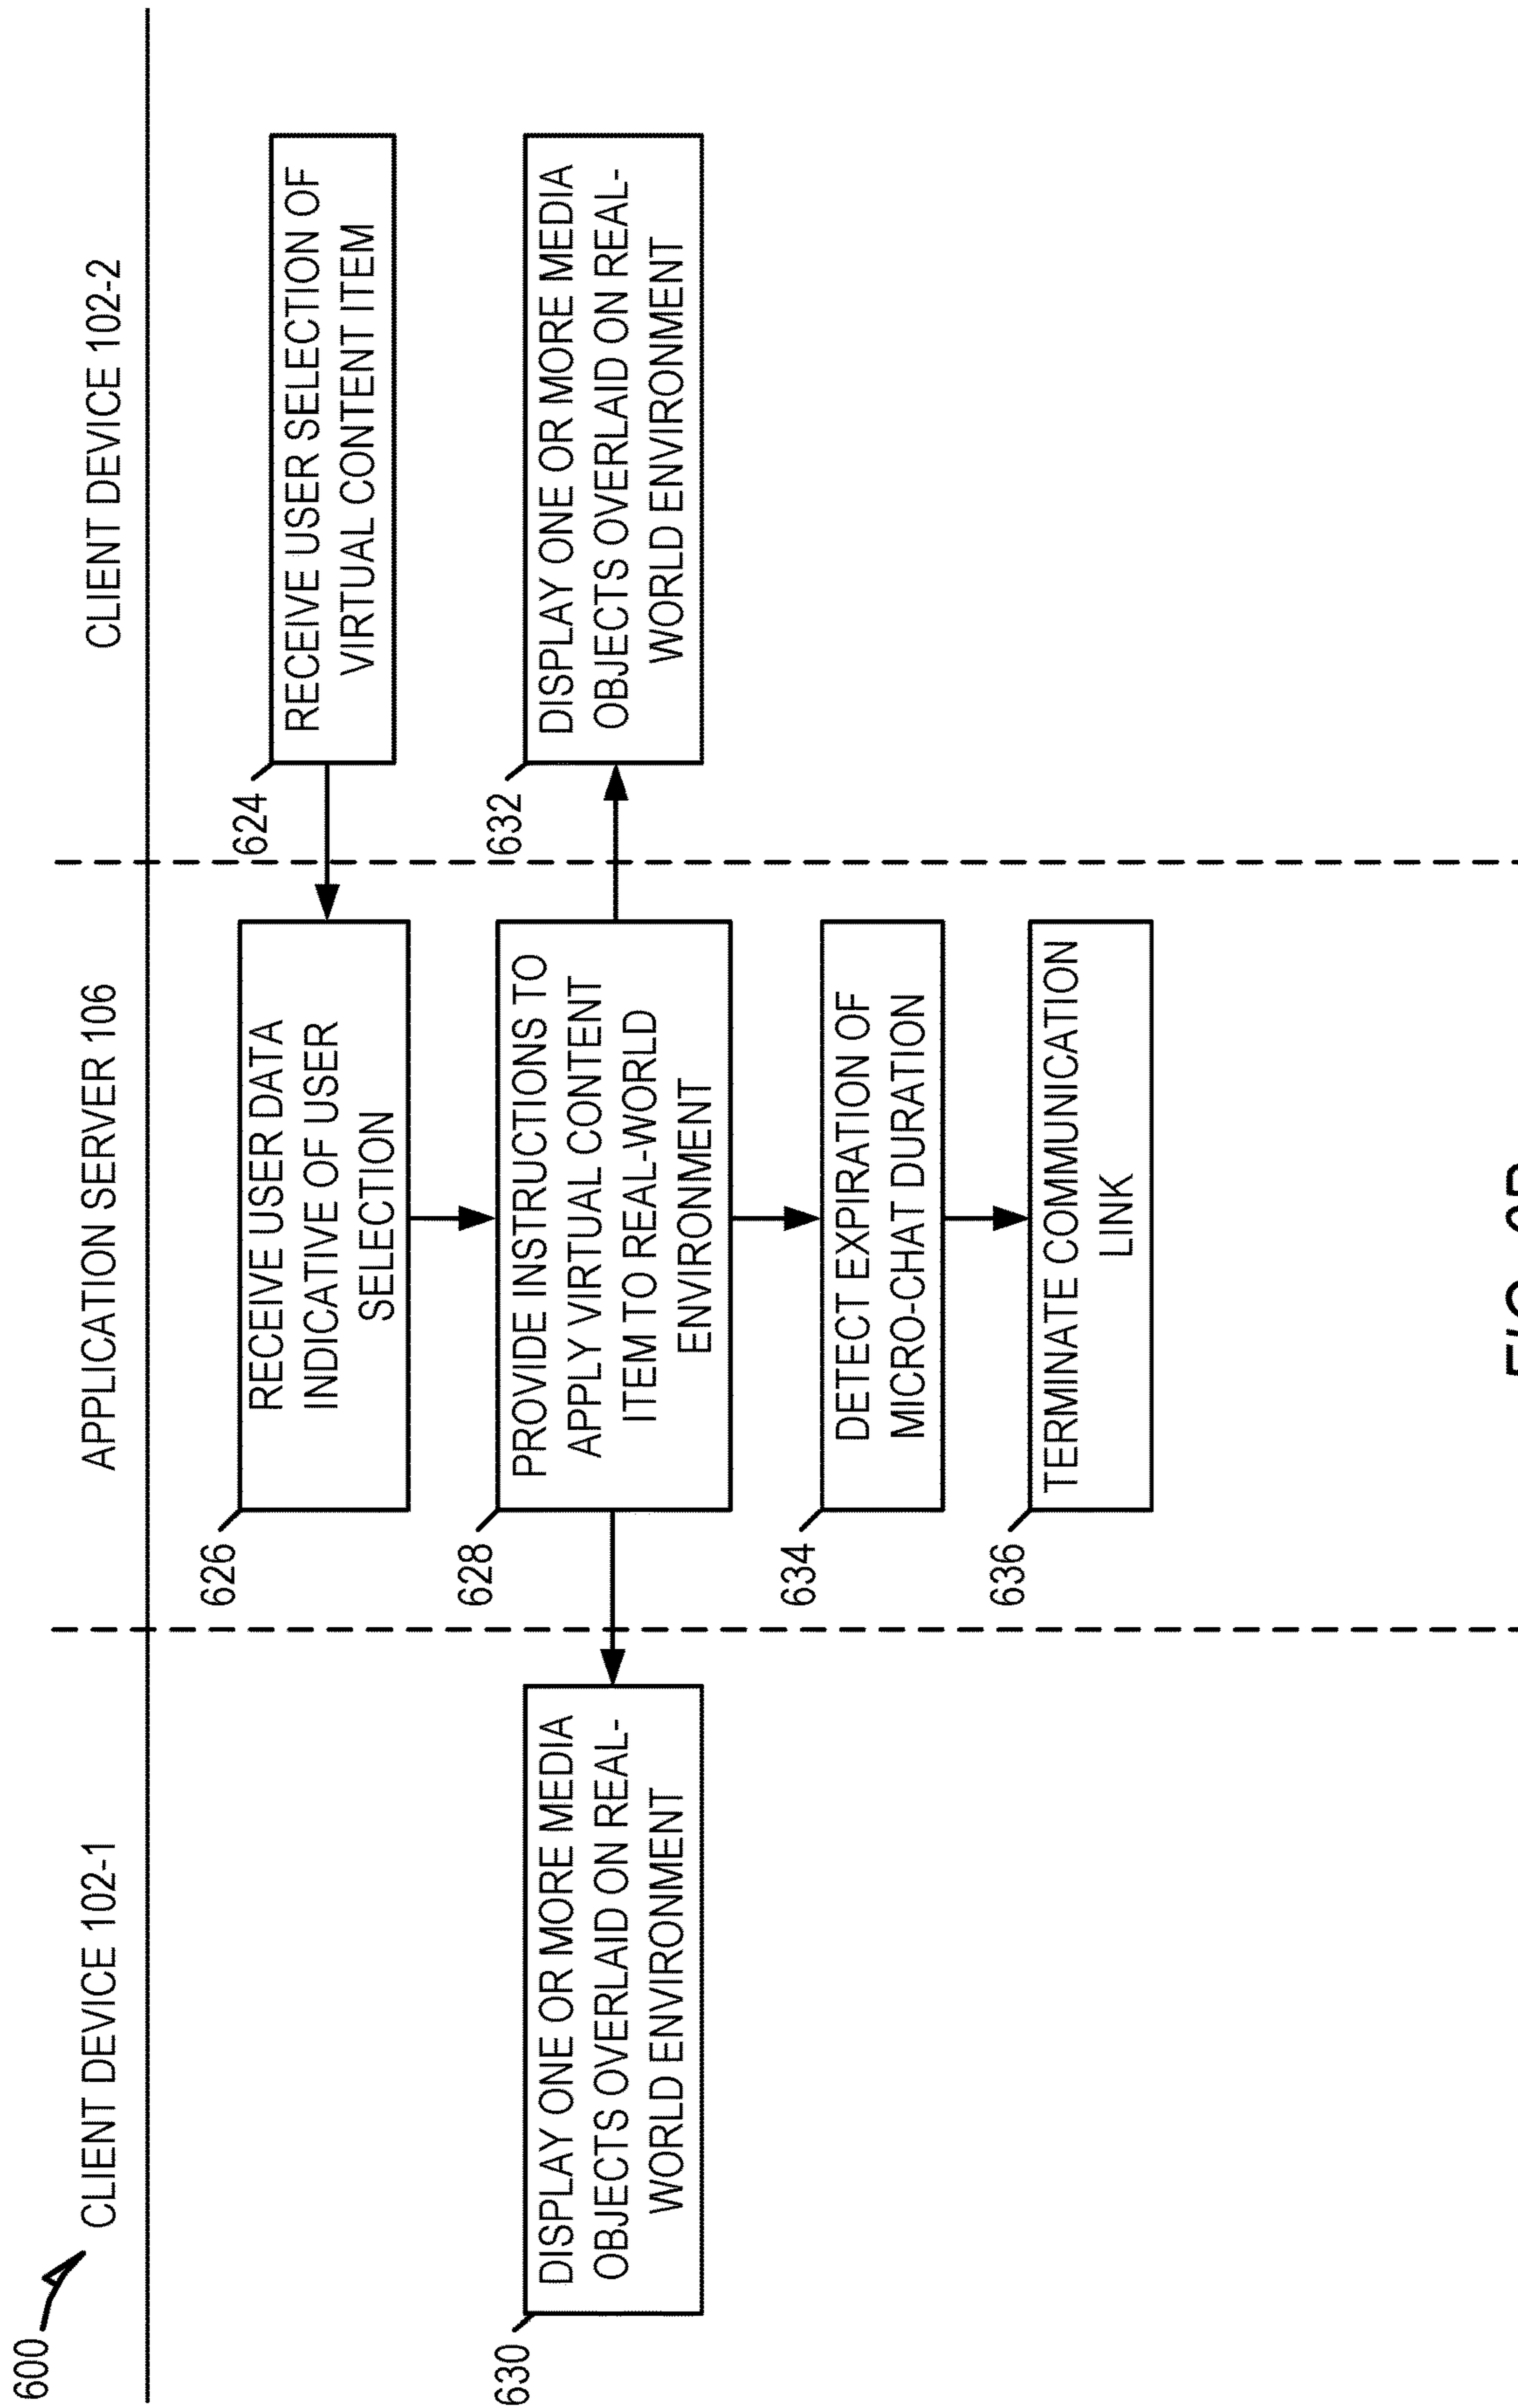 600
CLIENT DEVICE 102-1
APPLICATION SERVER 106
CLIENT DEVICE 102-2
624
RECEIVE USER SELECTION OF
VIRTUAL CONTENT ITEM
626
RECEIVE USER DATA
INDICATIVE OF USER
SELECTION
628
PROVIDE INSTRUCTIONS TO
APPLY VIRTUAL CONTENT
ITEM TO REAL-WORLD
ENVIRONMENT
630
DISPLAY ONE OR MORE MEDIA
OBJECTS OVERLAID ON REAL-
WORLD ENVIRONMENT
632
DISPLAY ONE OR MORE MEDIA
OBJECTS OVERLAID ON REAL-
WORLD ENVIRONMENT
634
DETECT EXPIRATION OF
MICRO-CHAT DURATION
636
TERMINATE COMMUNICATION
LINK